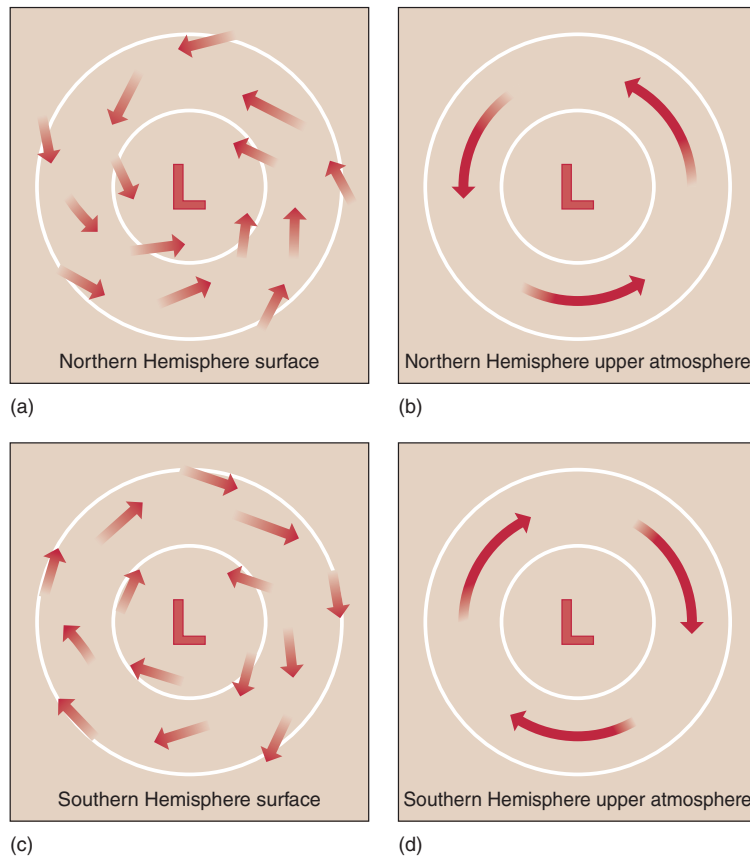 L
Northern Hemisphere surface
(a)
L
Northern Hemisphere upper atmosphere
(b)
L
Southern Hemisphere surface
(c)
L
Southern Hemisphere upper atmosphere
(d)